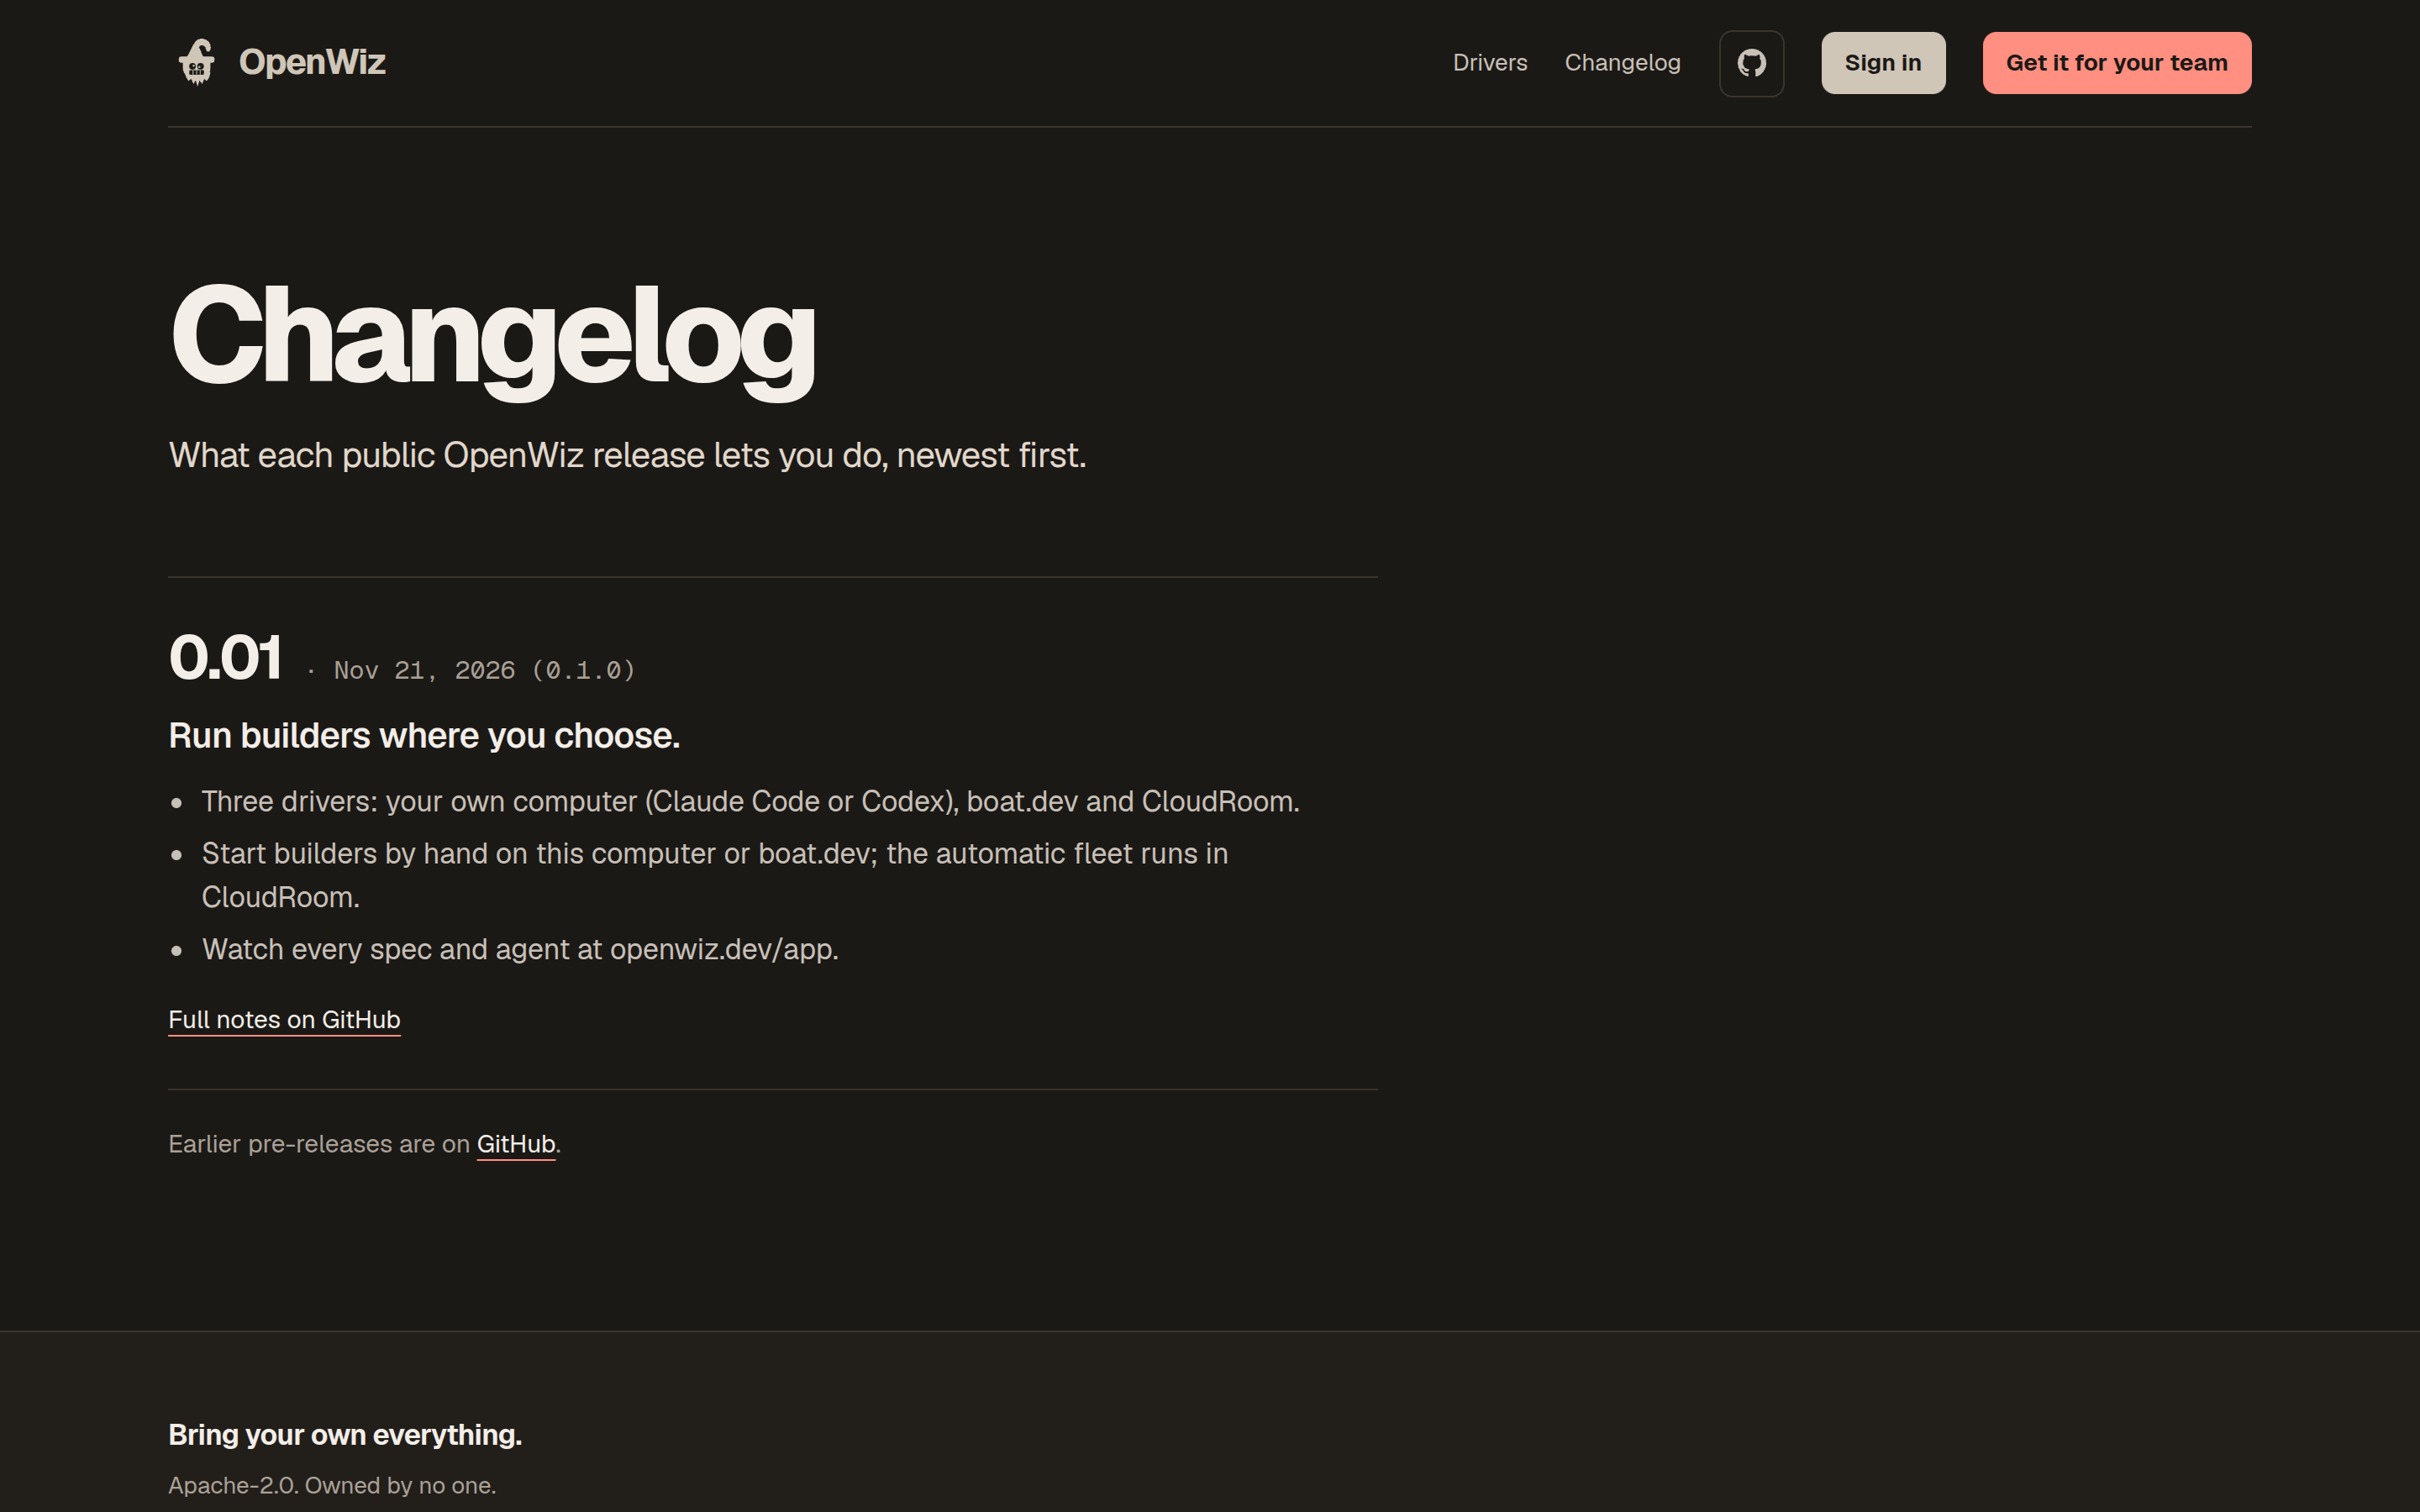 OpenWiz
Drivers
Changelog
Sign in
Get it for your team
Changelog
What each public OpenWiz release lets you do, newest first.
0.01 · Nov 21, 2026 (0.1.0)
Run builders where you choose.
• Three drivers: your own computer (Claude Code or Codex), boat.dev and CloudRoom.
• Start builders by hand on this computer or boat.dev; the automatic fleet runs in
CloudRoom.
• Watch every spec and agent at openwiz.dev/app.
Full notes on GitHub
Earlier pre-releases are on GitHub.
Bring your own everything.
Apache-2.0. Owned by no one.